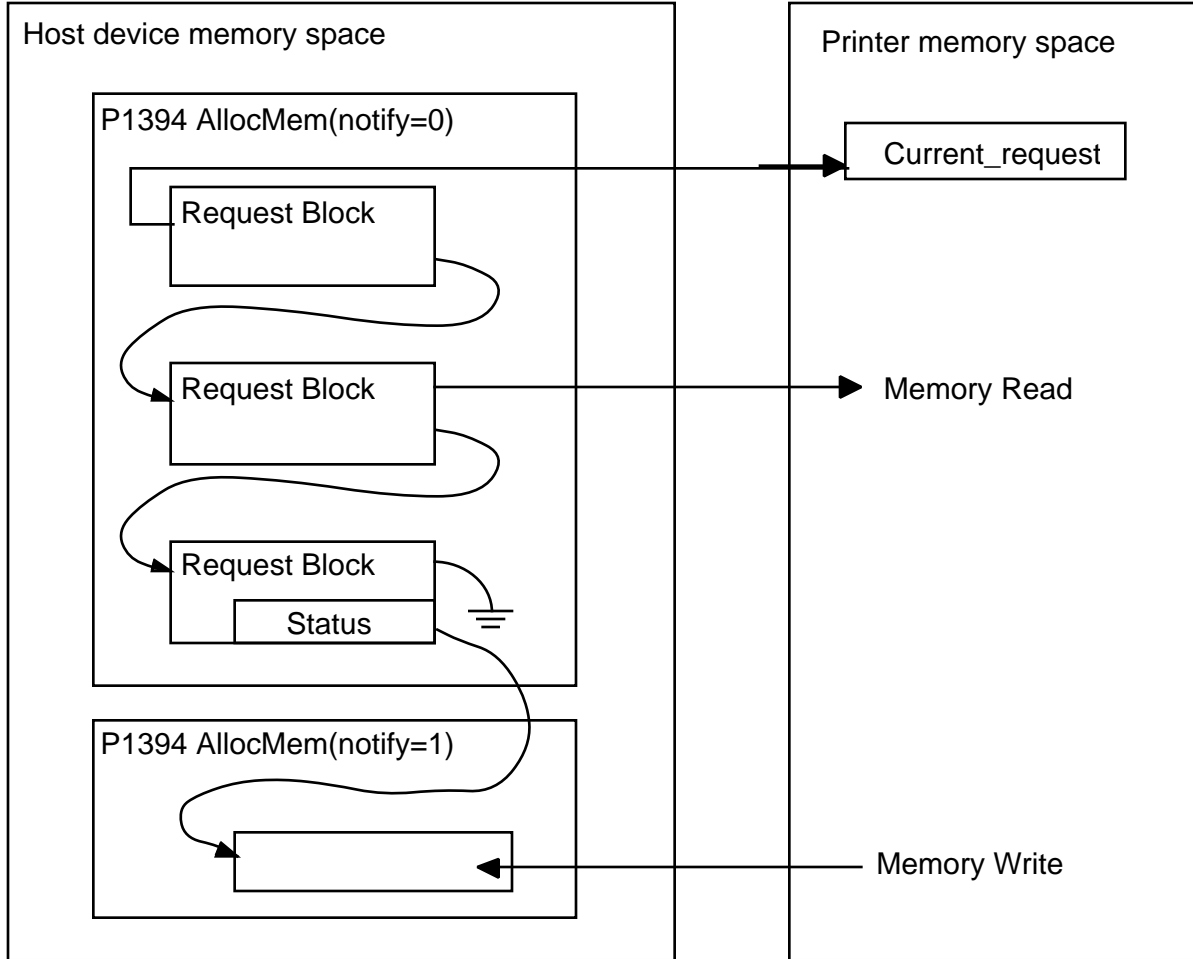 Host device memory space
Printer memory space
P1394 AllocMem(notify=0)
Current_request
Request Block
Request Block
Memory Read
Request Block
Status
P1394 AllocMem(notify=1)
Memory Write